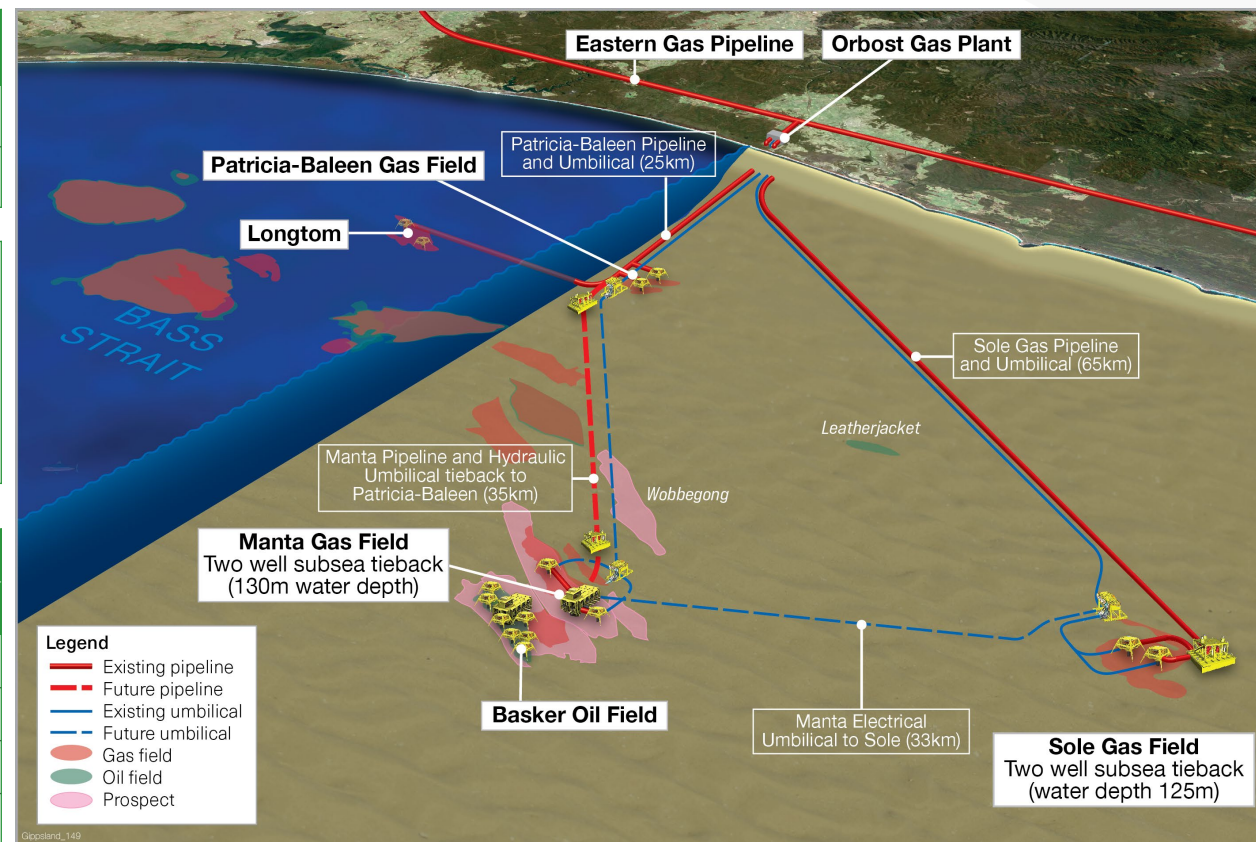 Eastern Gas Pipeline
Orbost Gas Plant
Patricia-Baleen Pipeline
and Umbilical (25km)
Patricia-Baleen Gas Field
Longtom
BASS
STRAIT
Sole Gas Pipeline
and Umbilical (65km)
Leatherjacket
Manta Pipeline and Hydraulic
Umbilical tieback to
Patricia-Baleen (35km)
Wobbegong
Manta Gas Field
Two well subsea tieback
(130m water depth)
Basker Oil Field
Manta Electrical
Umbilical to Sole (33km)
Sole Gas Field
Two well subsea tieback
(water depth 125m)
Legend
Existing pipeline
Future pipeline
Existing umbilical
Future umbilical
Gas field
Oil field
Prospect
Gippsland_149